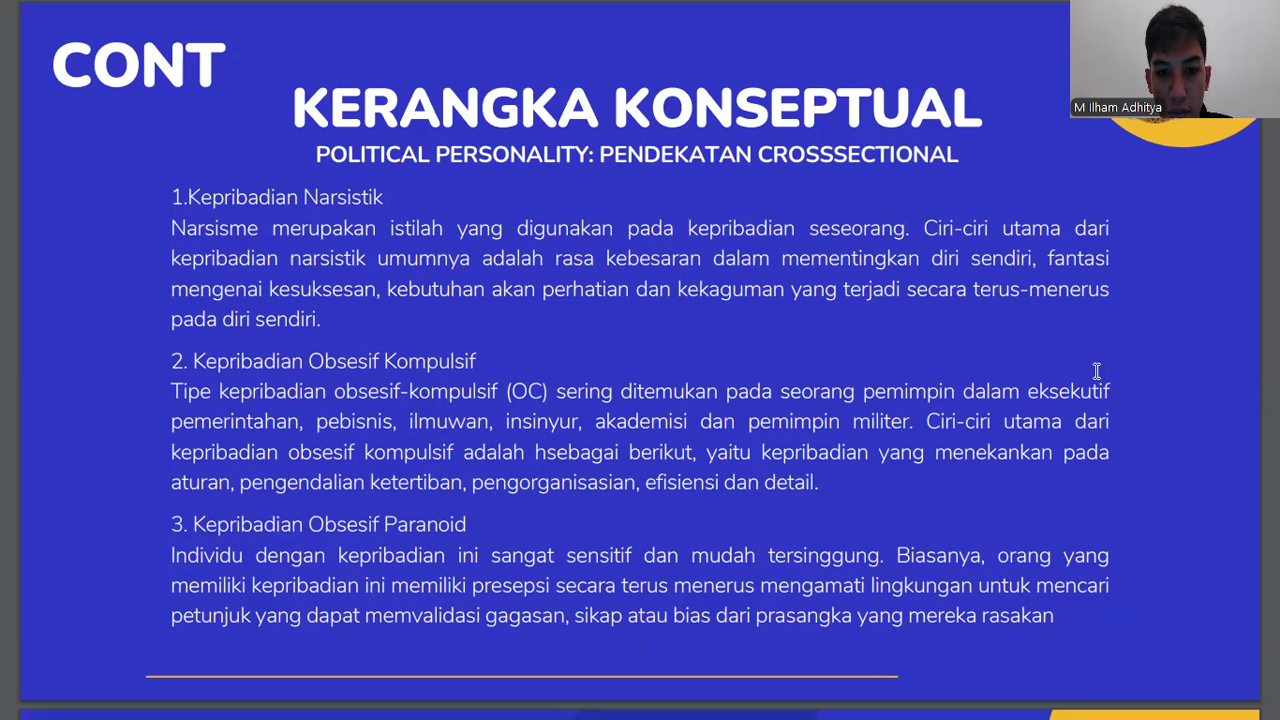 CONT
M Ilham Adhitya
KERANGKA KONSEPTUAL
POLITICAL PERSONALITY: PENDEKATAN CROSSSECTIONAL
1.Kepribadian Narsistik
Narsisme merupakan istilah yang digunakan pada kepribadian seseorang. Ciri-ciri utama dari
kepribadian narsistik umumnya adalah rasa kebesaran dalam mementingkan diri sendiri, fantasi
mengenai kesuksesan, kebutuhan akan perhatian dan kekaguman yang terjadi secara terus-menerus
pada diri sendiri.
2. Kepribadian Obsesif Kompulsif
Tipe kepribadian obsesif-kompulsif (OC) sering ditemukan pada seorang pemimpin dalam eksekutif
pemerintahan, pebisnis, ilmuwan, insinyur, akademisi dan pemimpin militer. Ciri-ciri utama dari
kepribadian obsesif kompulsif adalah hsebagai berikut, yaitu kepribadian yang menekankan pada
aturan, pengendalian ketertiban, pengorganisasian, efisiensi dan detail.
3. Kepribadian Obsesif Paranoid
Individu dengan kepribadian ini sangat sensitif dan mudah tersinggung. Biasanya, orang yang
memiliki kepribadian ini memiliki presepsi secara terus menerus mengamati lingkungan untuk mencari
petunjuk yang dapat memvalidasi gagasan, sikap atau bias dari prasangka yang mereka rasakan